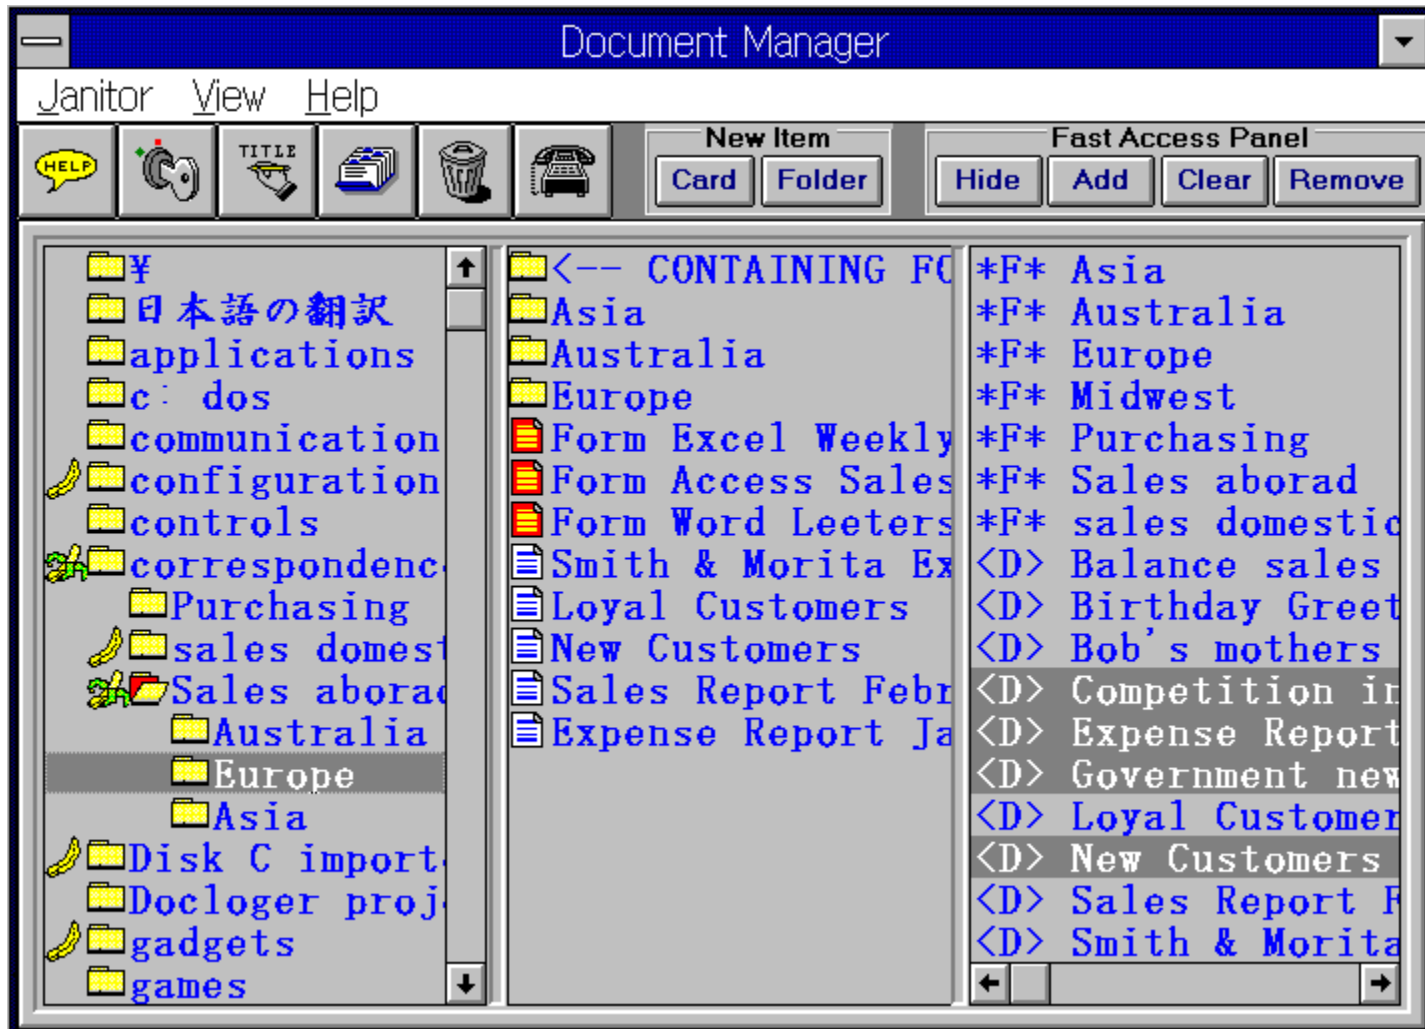 Document Manager
Janitor View Help
HELP
TITLE
New Item
Card Folder
Fast Access Panel
Hide Add Clear Remove
¥
日本語の翻訳
applications
c: dos
communication
configuration
controls
correspondenc
Purchasing
sales domest
Sales aborad
Australia
Europe
Asia
Disk C import
Docloger proj
gadgets
games
<-- CONTAINING FO
Asia
Australia
Europe
Form Excel Weekly
Form Access Sales
Form Word Leeters
Smith & Morita Ex
Loyal Customers
New Customers
Sales Report Febr
Expense Report Ja
*F* Asia
*F* Australia
*F* Europe
*F* Midwest
*F* Purchasing
*F* Sales aborad
*F* sales domestic
<D> Balance sales
<D> Birthday Greet
<D> Bob's mothers
<D> Competition in
<D> Expense Report
<D> Government new
<D> Loyal Customer
<D> New Customers
<D> Sales Report F
<D> Smith & Morita